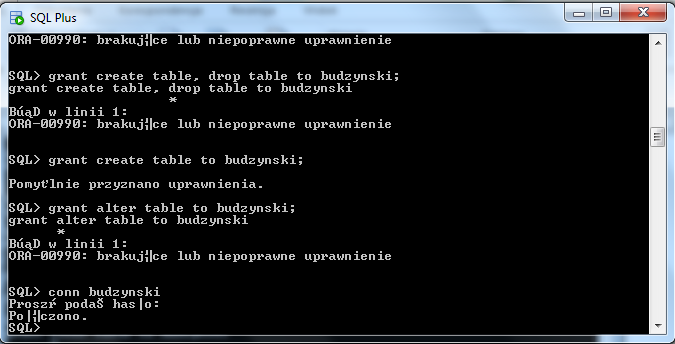 SQL Plus
ORA-00990: brakuj¦|ce lub niepoprawne uprawnienie
SQL> grant create table, drop table to budzynski;
grant create table, drop table to budzynski
*
BúąD w linii 1:
ORA-00990: brakuj¦|ce lub niepoprawne uprawnienie
SQL> grant create table to budzynski;
Pomyťlnie przyznano uprawnienia.
SQL> grant alter table to budzynski;
grant alter table to budzynski
*
BúąD w linii 1:
ORA-00990: brakuj¦|ce lub niepoprawne uprawnienie
SQL> conn budzynski
Proszŕ podaŠ has|o:
Po|¦|czono.
SQL>